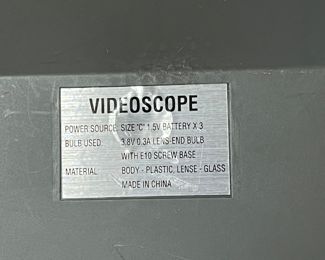 VIDEOSCOPE
POWER SOURCE: SIZE "C" 1.5V BATTERY X 3
BULB USED: 3.8V 0.3A LENS-END BULB
WITH E10 SCREW BASE
MATERIAL: BODY - PLASTIC, LENSE - GLASS
MADE IN CHINA